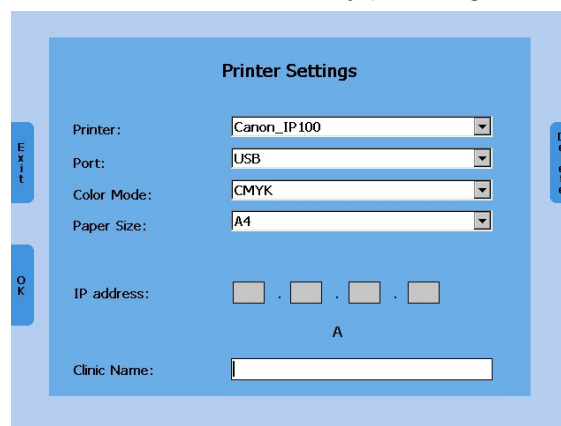 Printer Settings
Printer: Canon_IP100
Port: USB
Color Mode: CMYK
Paper Size: A4
IP address: . . .
A
Clinic Name:
Exit
OK